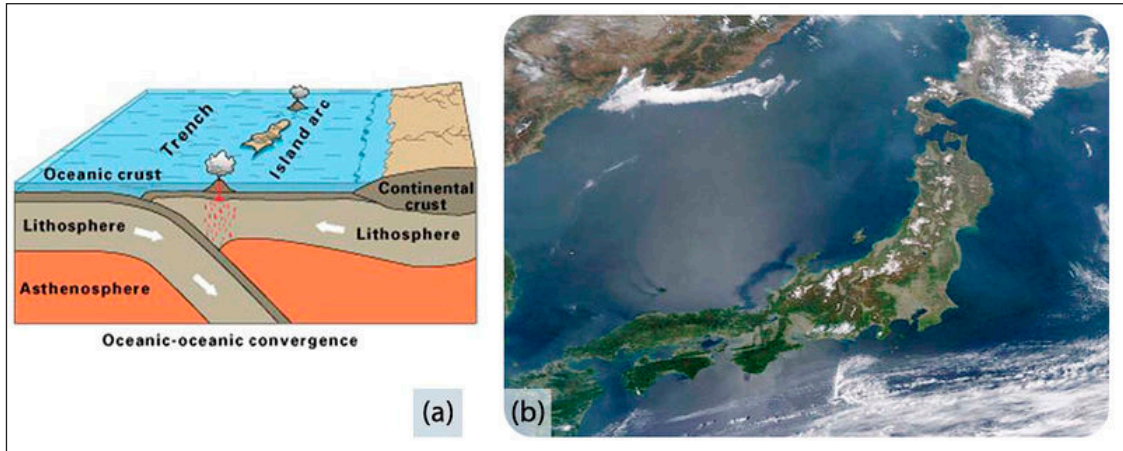 Trench
Island arc
Oceanic crust
Continental
crust
Lithosphere
Lithosphere
Asthenosphere
Oceanic-oceanic convergence
(a)
(b)